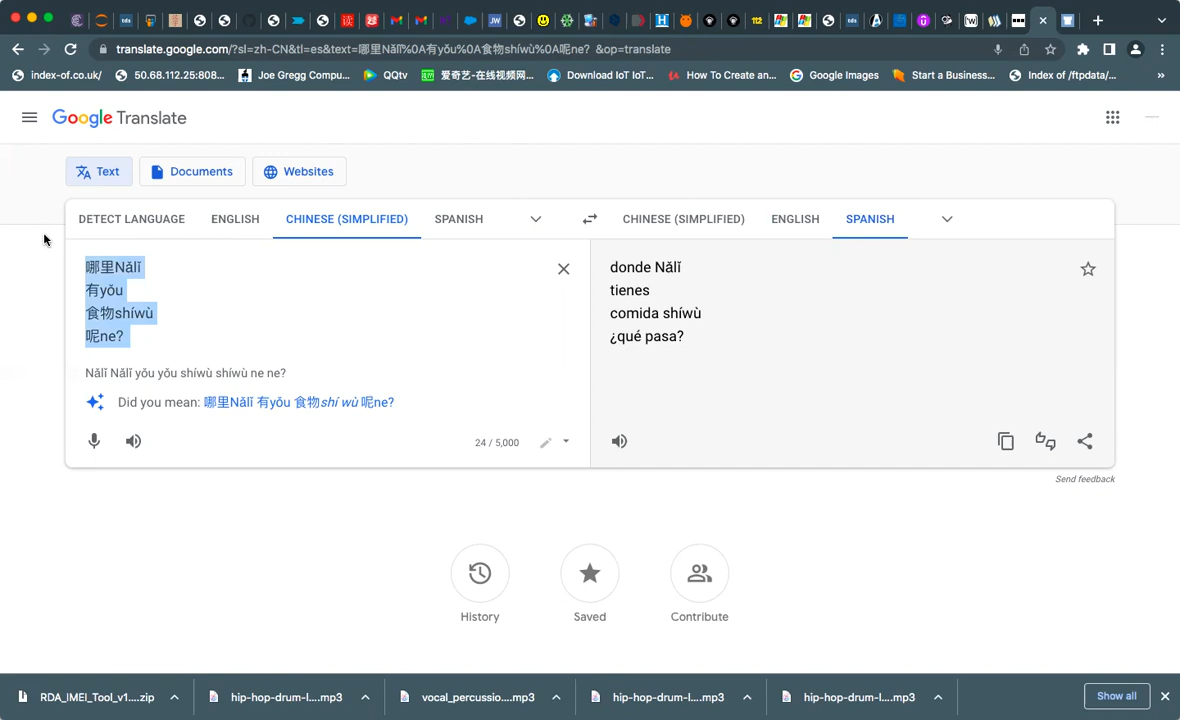 读
JW
H
112
W
translate.google.com/?sl=zh-CN&tl=es&text=哪里Nǎlǐ%0A有yǒu%0A食物shíwù%0A呢ne? &op=translate
index-of.co.uk/
50.68.112.25:808...
Joe Gregg Compu...
QQtv
爱奇艺-在线视频网...
Download IoT IoT...
How To Create an...
Google Images
Start a Business...
Index of /ftpdata/...
»
Google Translate
Text
Documents
Websites
DETECT LANGUAGE
ENGLISH
CHINESE (SIMPLIFIED)
SPANISH
CHINESE (SIMPLIFIED)
ENGLISH
SPANISH
哪里Nǎlǐ
有yǒu
食物shíwù
呢ne?
Nǎlǐ Nǎlǐ yǒu yǒu shíwù shíwù ne ne?
Did you mean: 哪里Nǎlǐ 有yǒu 食物shí wù 呢ne?
24 / 5,000
donde Nǎlǐ
tienes
comida shíwù
¿qué pasa?
Send feedback
History
Saved
Contribute
RDA_IMEI_Tool_v1....zip
hip-hop-drum-l....mp3
vocal_percussio....mp3
hip-hop-drum-l....mp3
hip-hop-drum-l....mp3
Show all